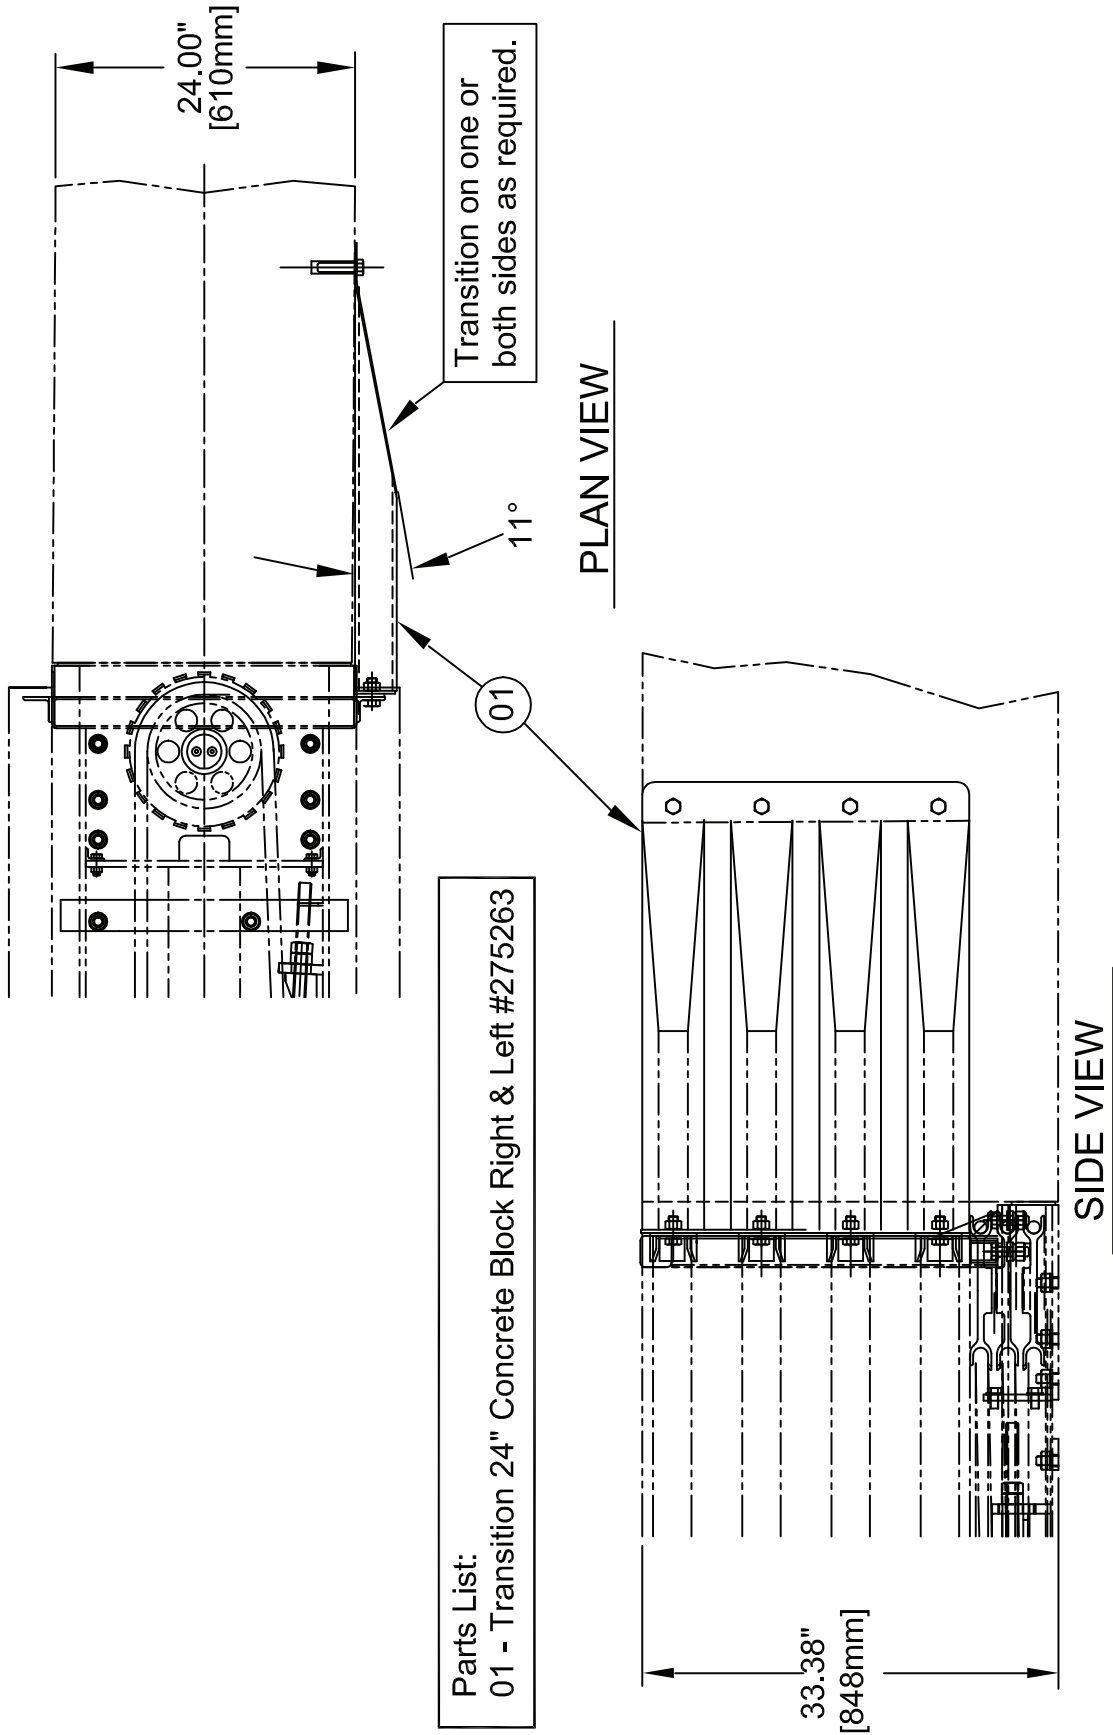 24.00"
[610mm]
Transition on one or
both sides as required.
11°
PLAN VIEW
01
Parts List:
01 - Transition 24" Concrete Block Right & Left #275263
33.38"
[848mm]
SIDE VIEW